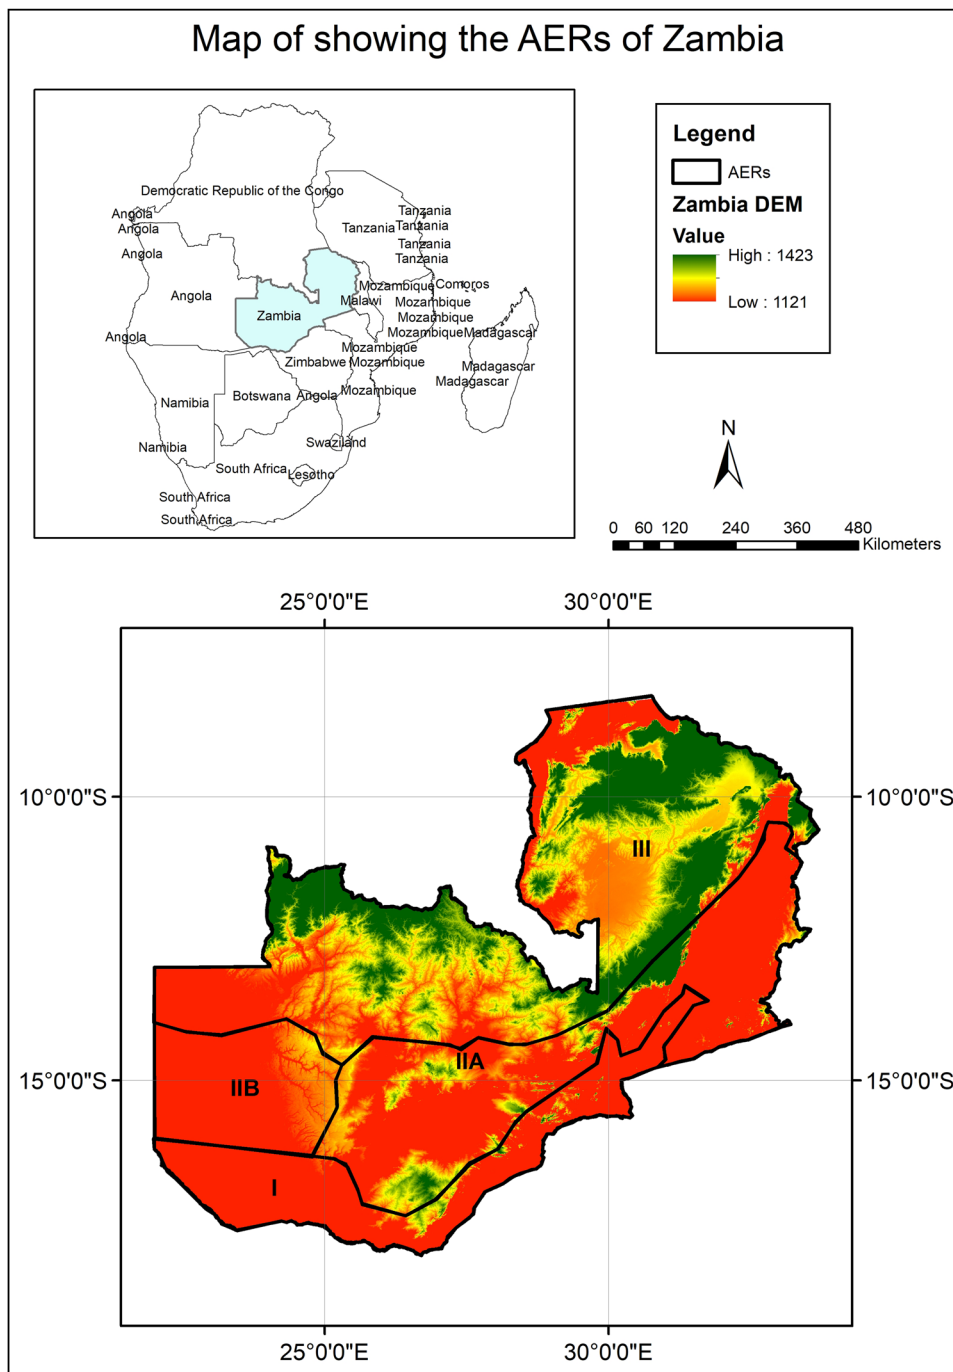 Map of showing the AERs of Zambia
Democratic Republic of the Congo
Angola
Angola
Angola
Tanzania
Tanzania
Tanzania
Tanzania
Tanzania
Angola
Zambia
Mozambique
Comoros
Malawi
Mozambique
Mozambique
Mozambique
Madagascar
Angola
Mozambique
Zimbabwe
Mozambique
Madagascar
Madagascar
Namibia
Botswana
Angola
Mozambique
Namibia
Swaziland
South Africa
Lesotho
South Africa
South Africa
Legend
AERs
Zambia DEM
Value
High : 1423
Low : 1121
N
0 60 120 240 360 480
Kilometers
25°0'0"E 30°0'0"E
10°0'0"S 10°0'0"S
III
IIA
15°0'0"S 15°0'0"S
IIB
I
25°0'0"E 30°0'0"E